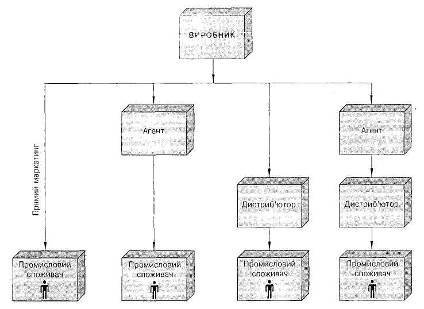 ВИРОБНИК
Агент
Агент
Прямий маркетинг
Дистриб'ютор
Дистриб'ютор
Промисловий
споживач
Промисловий
споживач
Промисловий
споживач
Промисловий
споживач